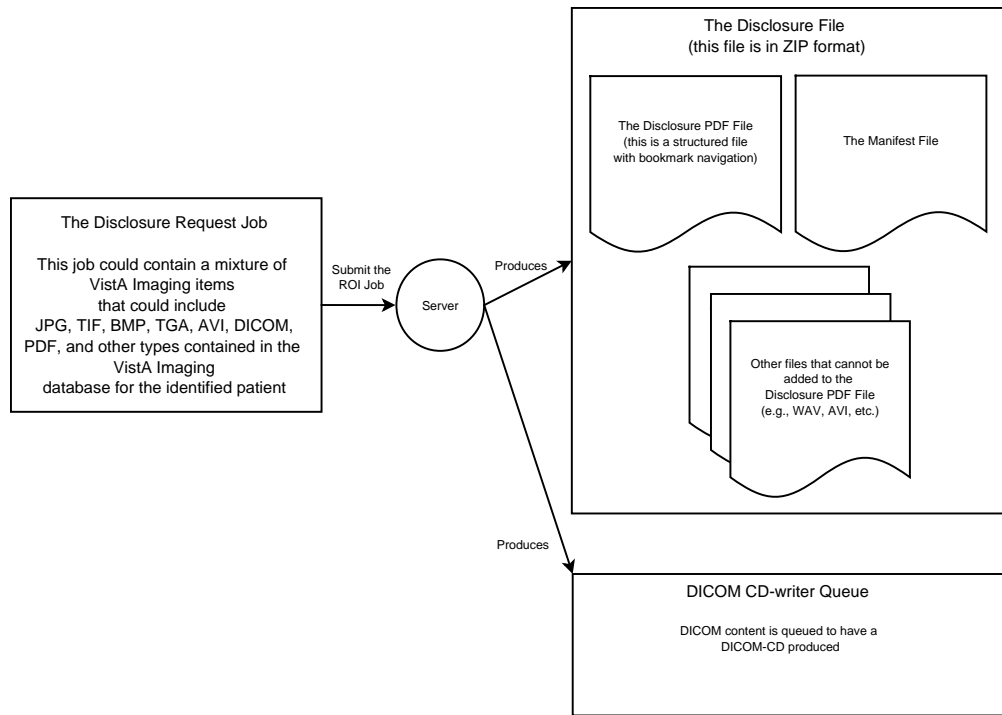 The Disclosure Request Job
This job could contain a mixture of
VistA Imaging items
that could include
JPG, TIF, BMP, TGA, AVI, DICOM,
PDF, and other types contained in the
VistA Imaging
database for the identified patient
Submit the
ROI Job
Server
Produces
Produces
The Disclosure File
(this file is in ZIP format)
The Disclosure PDF File
(this is a structured file
with bookmark navigation)
The Manifest File
Other files that cannot be
added to the
Disclosure PDF File
(e.g., WAV, AVI, etc.)
DICOM CD-writer Queue
DICOM content is queued to have a
DICOM-CD produced